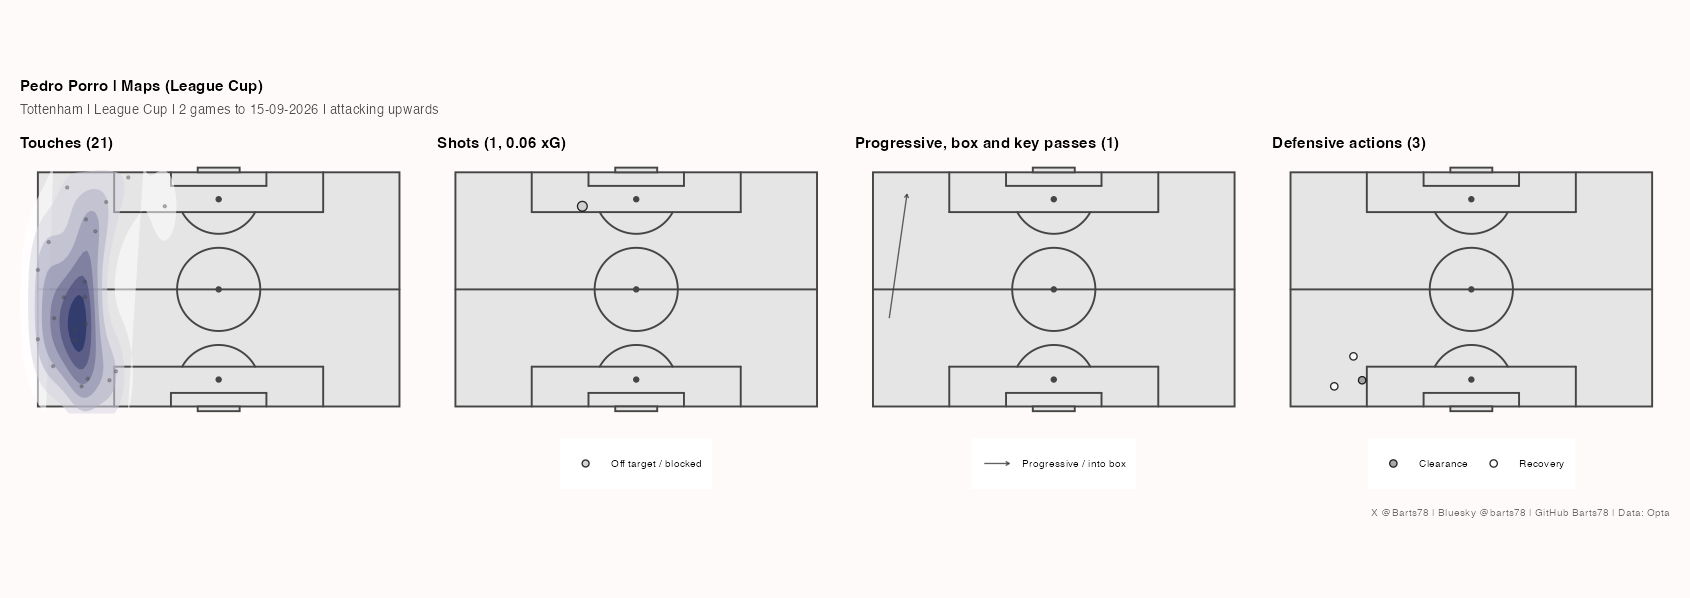 Pedro Porro | Maps (League Cup)
Tottenham | League Cup | 2 games to 15-09-2026 | attacking upwards
Touches (21)
Shots (1, 0.06 xG)
Progressive, box and key passes (1)
Defensive actions (3)
Off target / blocked
Progressive / into box
Clearance
Recovery
X @Barts78 | Bluesky @barts78 | GitHub Barts78 | Data: Opta